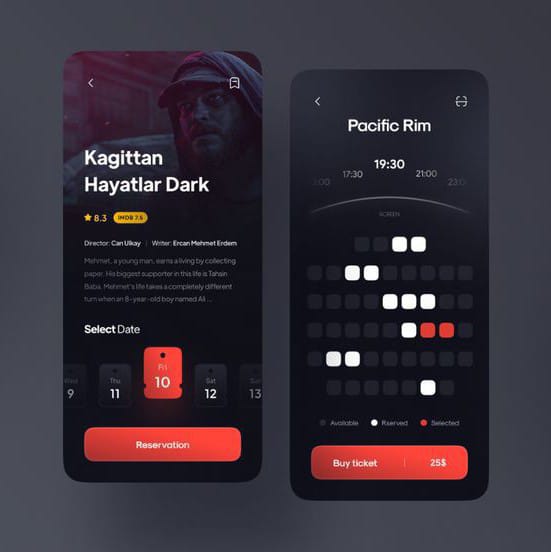 Kagittan
Hayatlar Dark
8.3 IMDB 7.5
Director: Can Ulkay | Writer: Ercan Mehmet Erdem
Mehmet, a young man, earns a living by collecting
paper. His biggest supporter in this life is Tahsin
Baba. Mehmet's life takes a completely different
turn when an 8-year-old boy named Ali ...
Select Date
Wed Thu Fri Sat Sun
9 11 10 12 13
Reservation
Pacific Rim
:00 17:30 19:30 21:00 23:0
SCREEN
Available Rserved Selected
Buy ticket | 25$